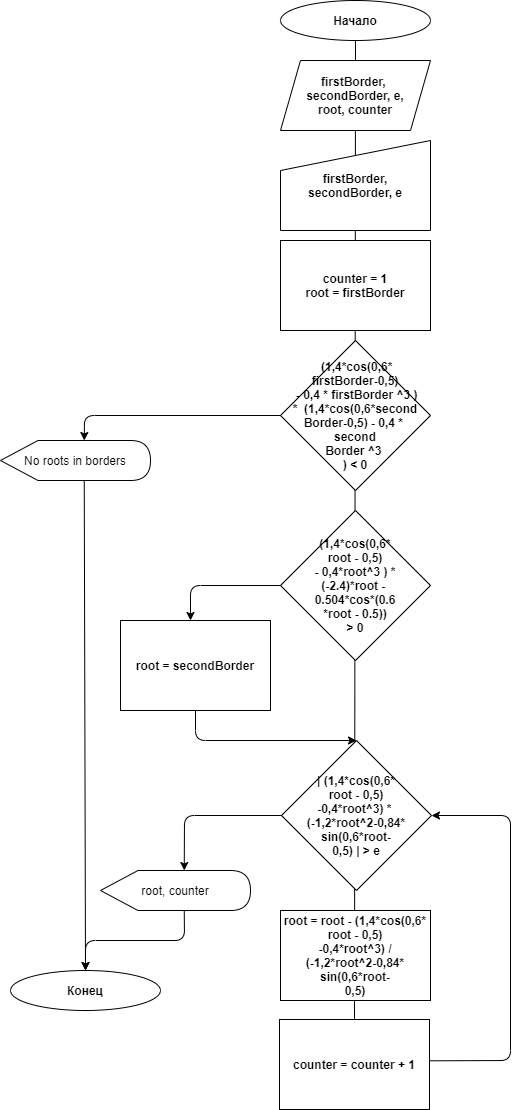 Начало
firstBorder,
secondBorder, e,
root, counter
firstBorder,
secondBorder, e
counter = 1
root = firstBorder
(1,4*cos(0,6*
firstBorder-0,5)
- 0,4 * firstBorder ^3 )
* (1,4*cos(0,6*second
Border-0,5) - 0,4 *
second
Border ^3
) < 0
No roots in borders
(1,4*cos(0,6*
root - 0,5)
- 0,4*root^3 ) *
(-2.4)*root -
0.504*cos*(0.6
*root - 0.5))
> 0
root = secondBorder
| (1,4*cos(0,6*
root - 0,5)
-0,4*root^3) *
(-1,2*root^2-0,84*
sin(0,6*root-
0,5) | > e
root, counter
root = root - (1,4*cos(0,6*
root - 0,5)
-0,4*root^3) /
(-1,2*root^2-0,84*
sin(0,6*root-
0,5)
Конец
counter = counter + 1